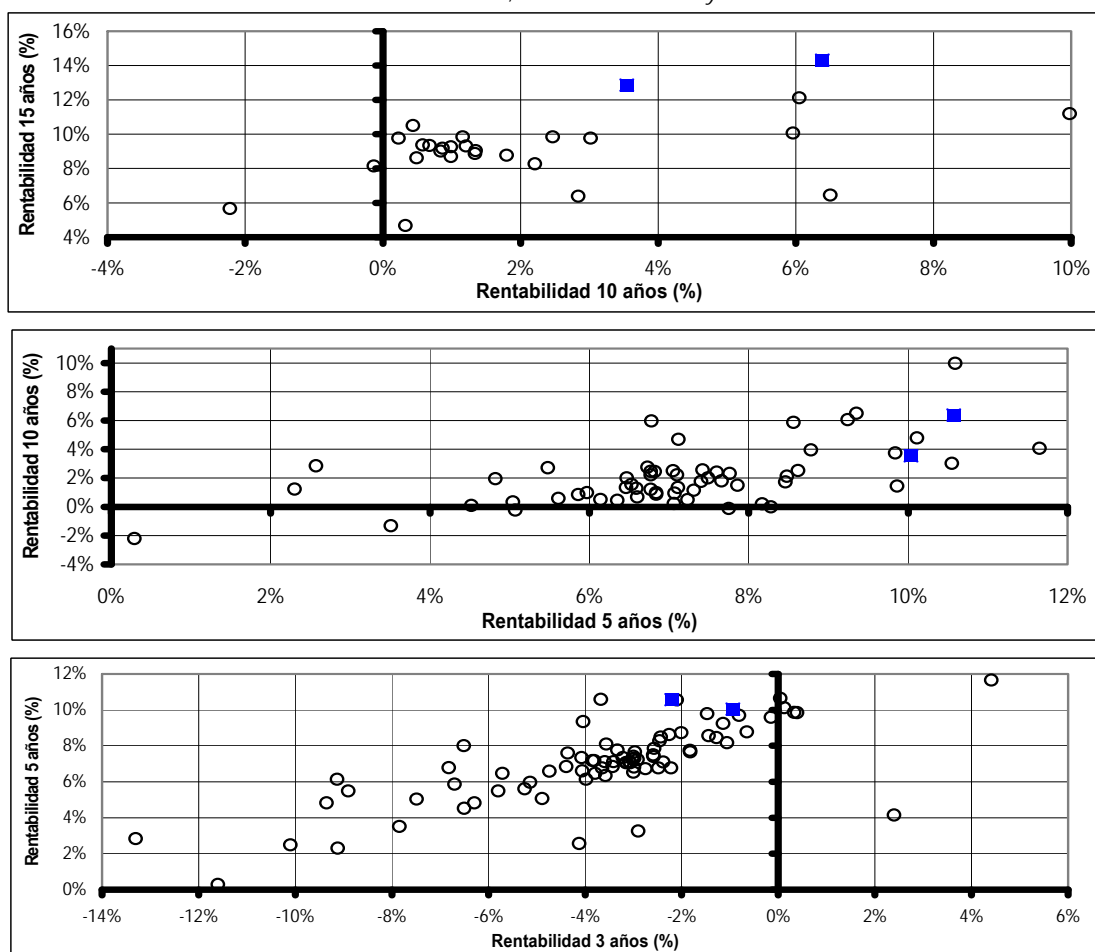 16%
14%
12%
10%
8%
6%
4%
Rentabilidad 15 años (%)
-4% -2% 0% 2% 4% 6% 8% 10%
Rentabilidad 10 años (%)
10%
8%
6%
4%
2%
0%
-2%
-4%
Rentabilidad 10 años (%)
0% 2% 4% 6% 8% 10% 12%
Rentabilidad 5 años (%)
12%
10%
8%
6%
4%
2%
0%
Rentabilidad 5 años (%)
-14% -12% -10% -8% -6% -4% -2% 0% 2% 4% 6%
Rentabilidad 3 años (%)